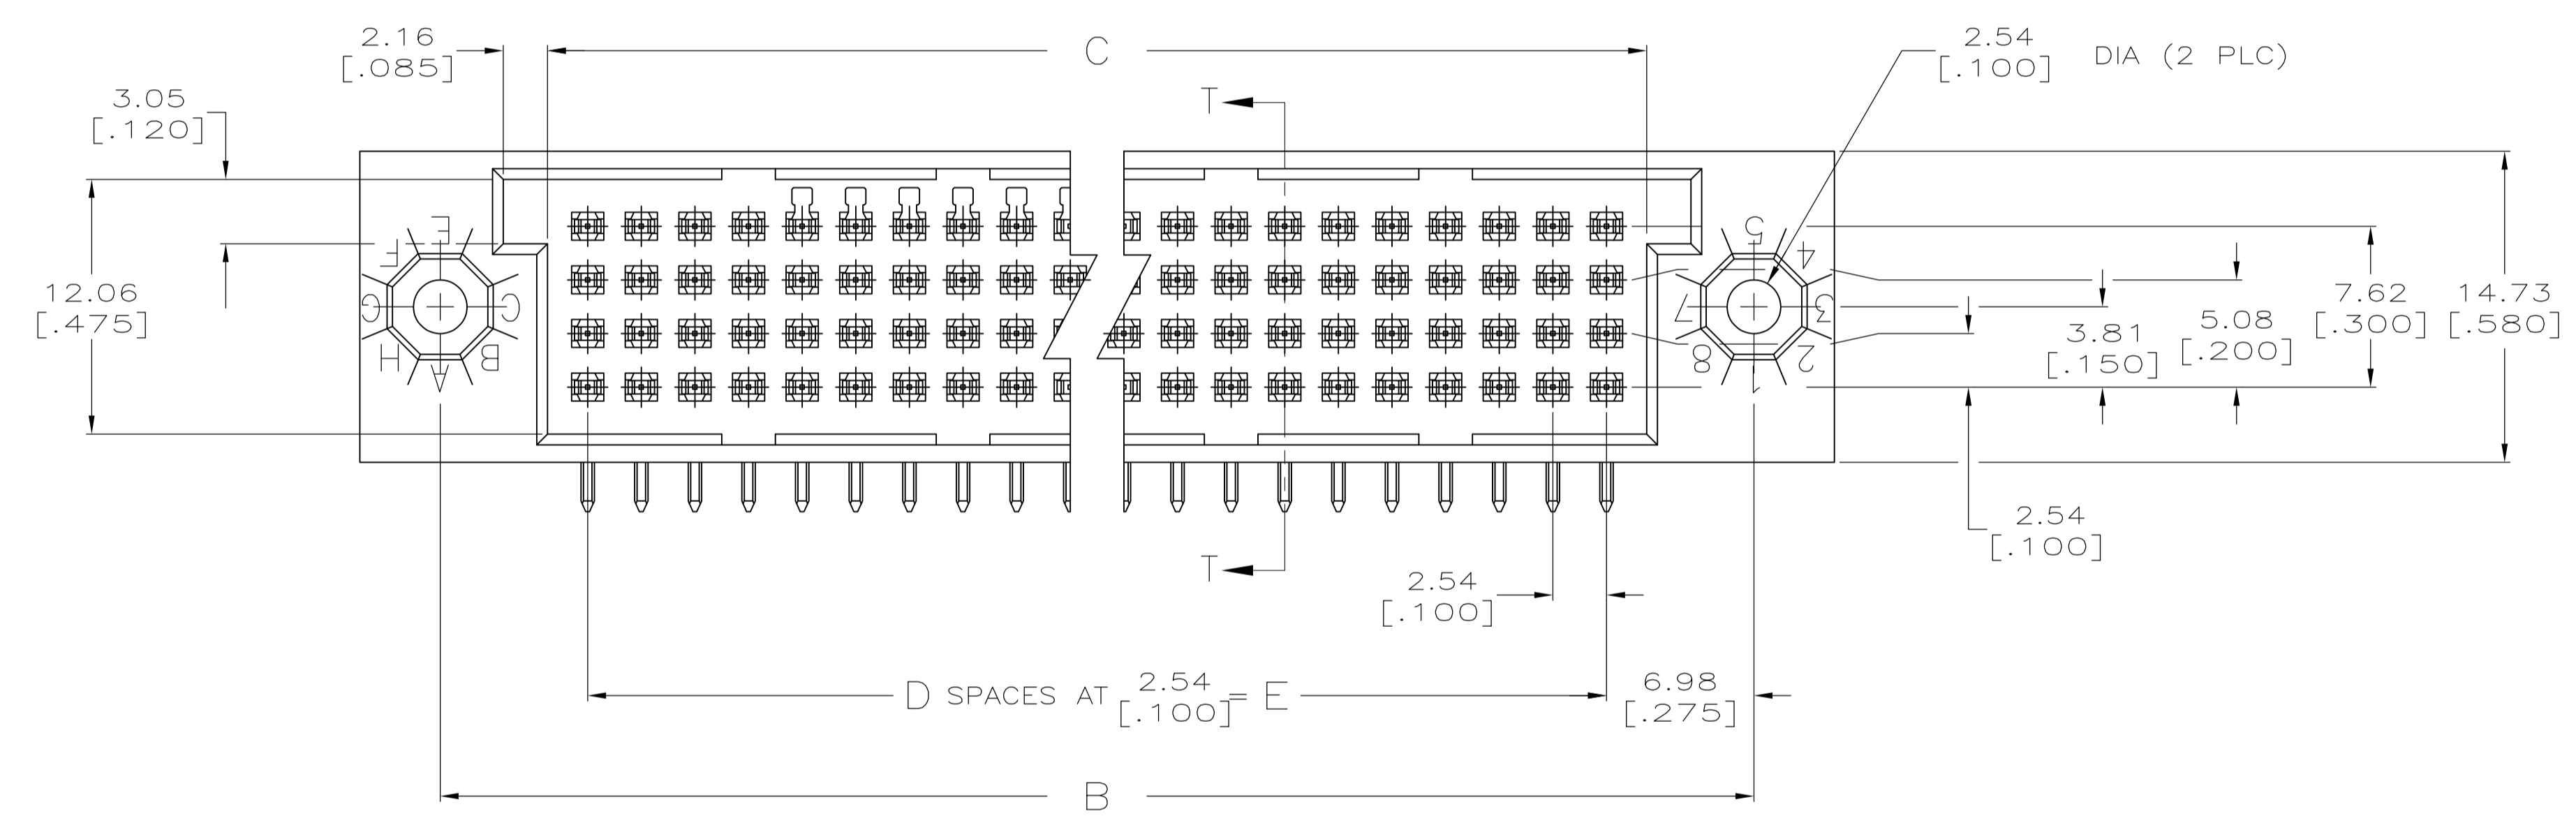 2.16
[.085]
C
2.54
[.100]
DIA (2 PLC)
3.05
[.120]
T
12.06
[.475]
E
F
G
C
H
B
A
5
4
7
3
8
2
1
7.62
[.300]
14.73
[.580]
5.08
[.200]
3.81
[.150]
2.54
[.100]
T
2.54
[.100]
D SPACES AT 2.54 = E
[.100]
6.98
[.275]
B